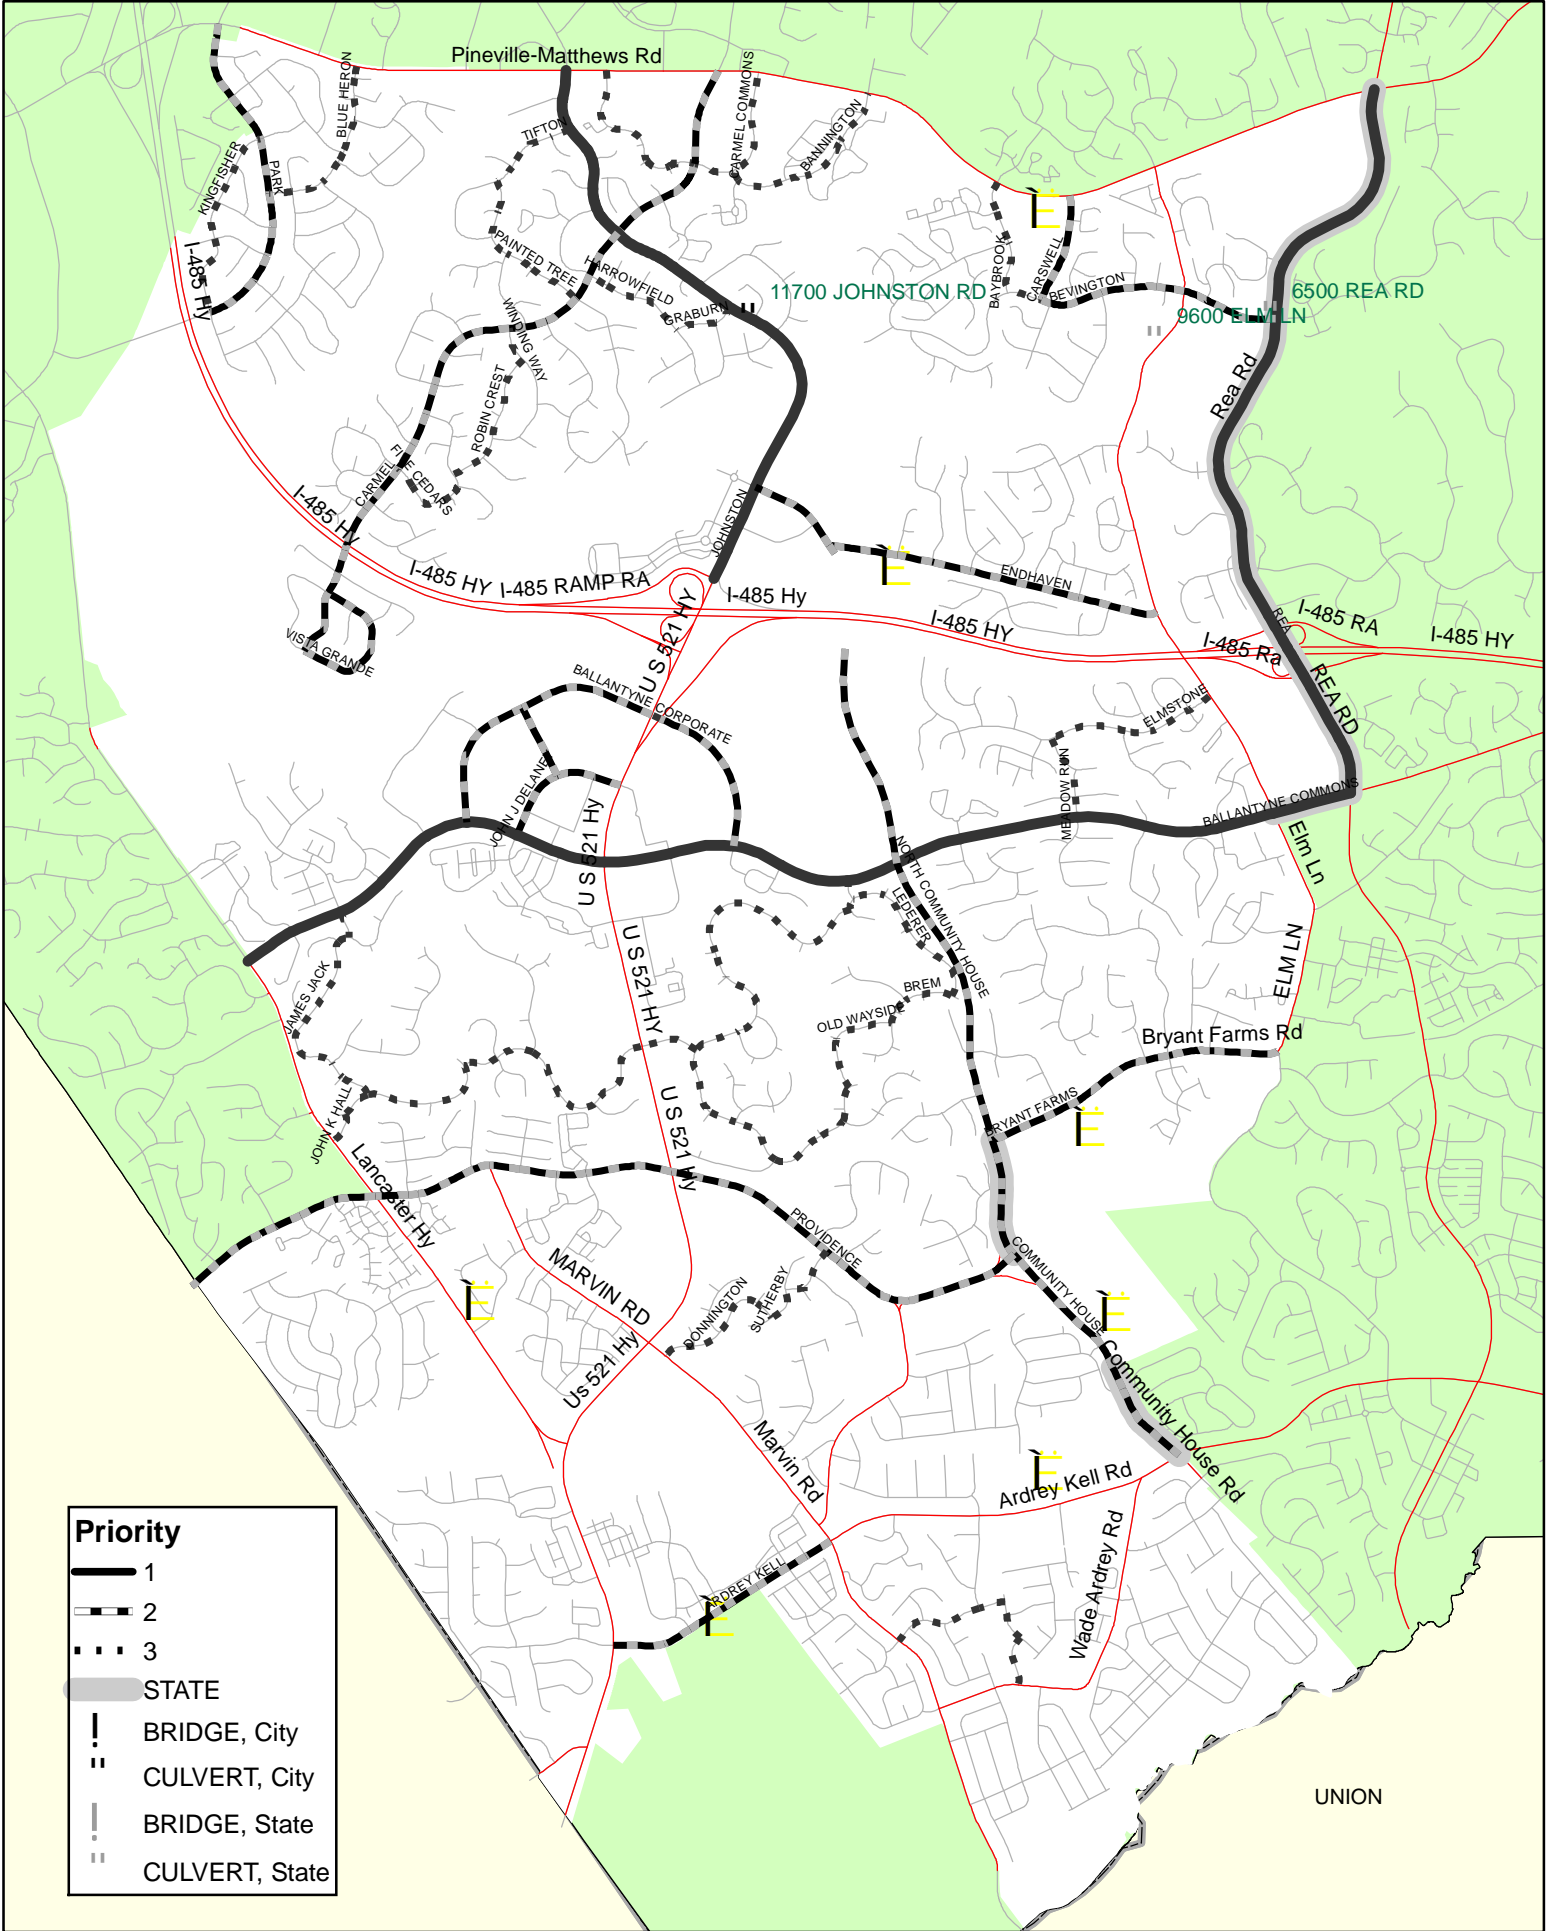 Pineville-Matthews Rd
BLUE HERON
CARMEL COMMONS
TIFTON
BANNINGTON
KINGFISHER
PARK
I-485 Hy
PAINTED TREE
HARROWFIELD
GRABURN
WINDING WAY
11700 JOHNSTON RD
BAYBROOK
CARSWELL
BEVINGTON
6500 REA RD
9600 ELM LN
Rea Rd
ROBIN CREST
CARMEL
FIVE CEDARS
I-485 Hy
JOHNSTON
ENDHAVEN
I-485 HY
I-485 RAMP RA
I-485 Hy
I-485 HY
REA
I-485 RA
I-485 HY
I-485 Ra
VISTA GRANDE
U S 521 HY
BALLANTYNE CORPORATE
ELMSTONE
REA RD
MEADOW RUN
JOHN J DELANEY
U S 521 Hy
BALLANTYNE COMMONS
Elm Ln
NORTH COMMUNITY HOUSE
LEDERER
U S 521 HY
JAMES JACK
BREM
OLD WAYSIDE
ELM LN
Bryant Farms Rd
BRYANT FARMS
JOHN K HALL
U S 521 Hy
Lancaster Hy
PROVIDENCE
COMMUNITY HOUSE
MARVIN RD
DONNINGTON
SUTHERBY
Us 521 Hy
Community House Rd
Marvin Rd
Ardrey Kell Rd
Wade Ardrey Rd
ARDREY KELL
Priority
1
2
3
STATE
BRIDGE, City
CULVERT, City
BRIDGE, State
CULVERT, State
UNION